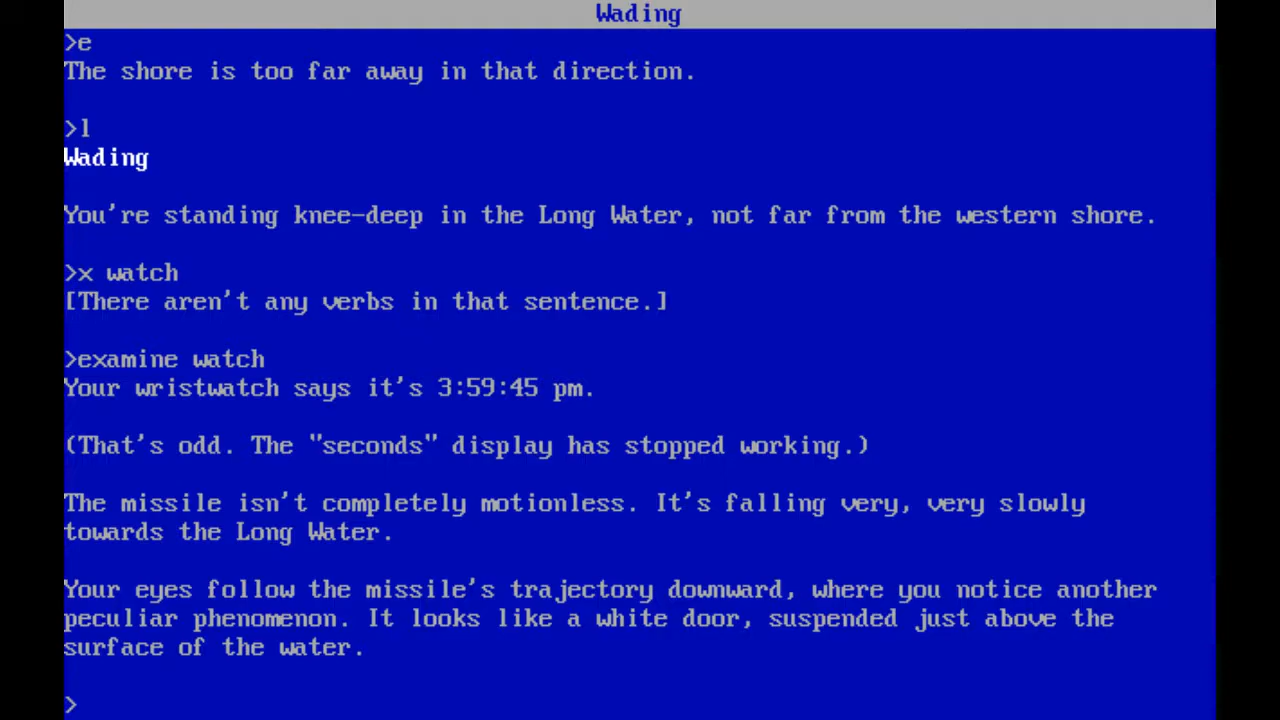 Wading
>e
The shore is too far away in that direction.
>l
Wading
You're standing knee-deep in the Long Water, not far from the western shore.
>x watch
[There aren't any verbs in that sentence.]
>examine watch
Your wristwatch says it's 3:59:45 pm.
(That's odd. The "seconds" display has stopped working.)
The missile isn't completely motionless. It's falling very, very slowly
towards the Long Water.
Your eyes follow the missile's trajectory downward, where you notice another
peculiar phenomenon. It looks like a white door, suspended just above the
surface of the water.
>